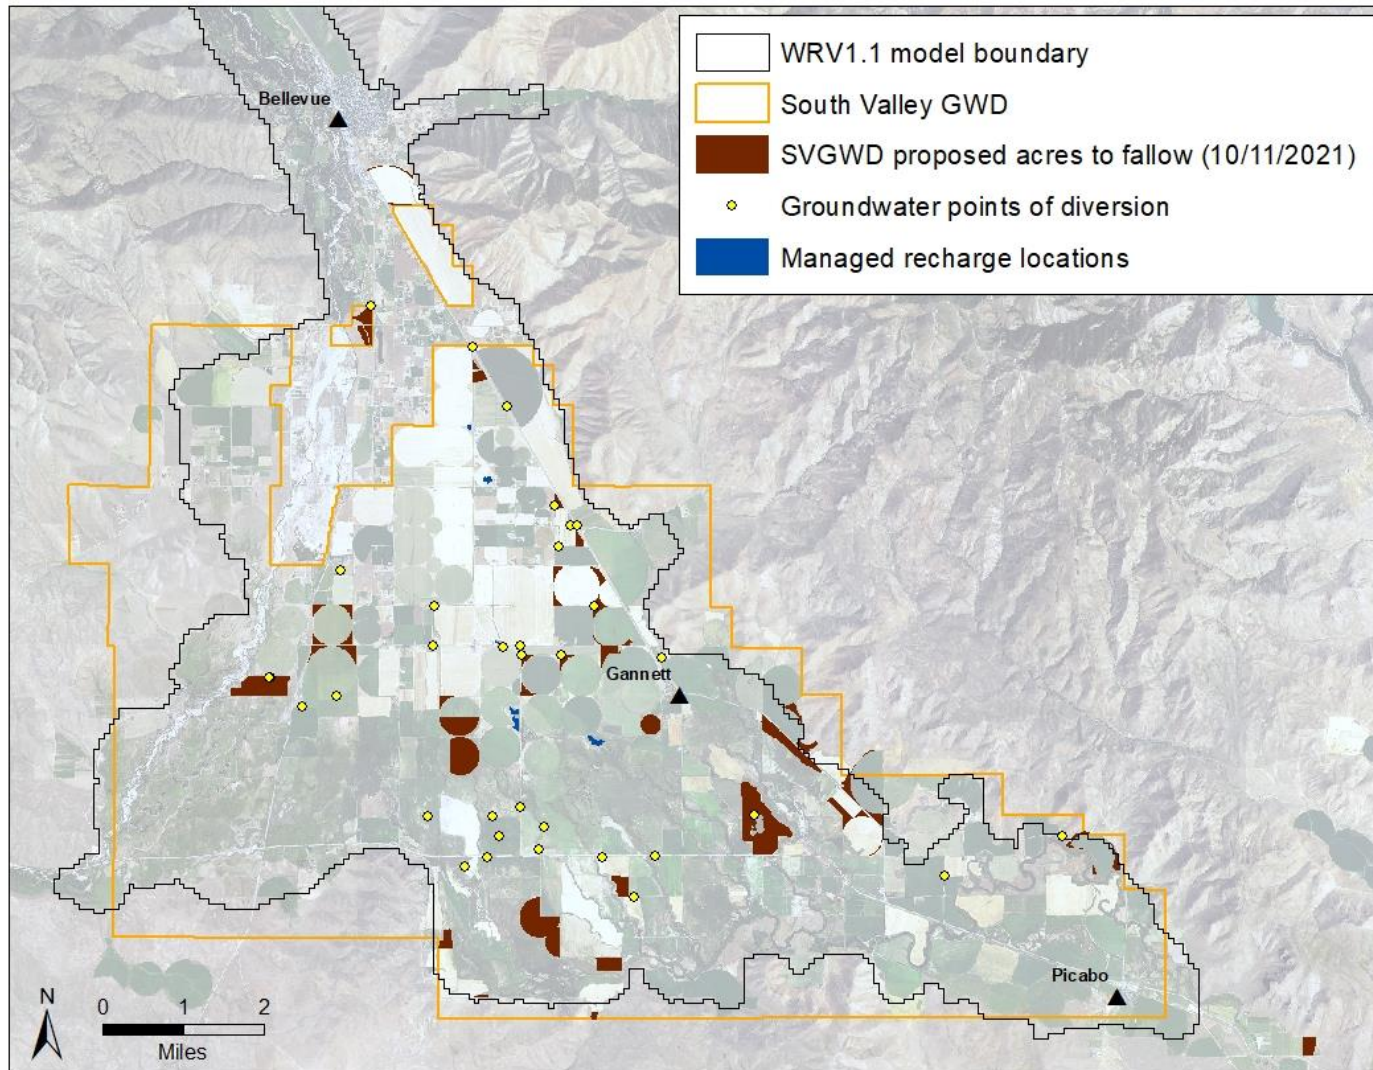 WRV1.1 model boundary
South Valley GWD
SVGWD proposed acres to fallow (10/11/2021)
Groundwater points of diversion
Managed recharge locations
Bellevue
Gannett
Picabo
N
0 1 2
Miles